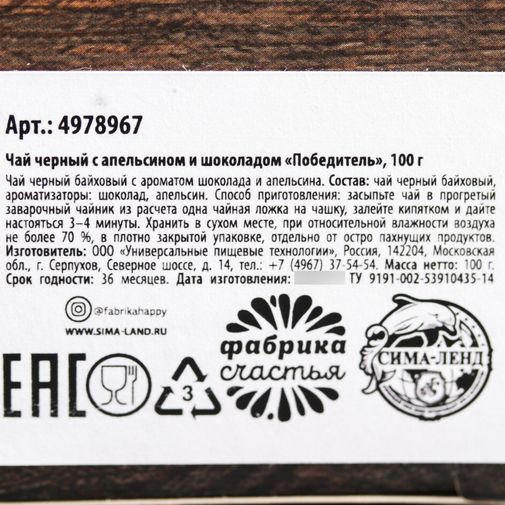 Арт.: 4978967
Чай черный с апельсином и шоколадом «Победитель», 100 г
Чай черный байховый с ароматом шоколада и апельсина. Состав: чай черный байховый,
ароматизаторы: шоколад, апельсин. Способ приготовления: засыпьте чай в прогретый
заварочный чайник из расчета одна чайная ложка на чашку, залейте кипятком и дайте
настояться 3–4 минуты. Хранить в сухом месте, при относительной влажности воздуха
не более 70 %, в плотно закрытой упаковке, отдельно от остро пахнущих продуктов.
Изготовитель: ООО «Универсальные пищевые технологии», Россия, 142204, Московская
обл., г. Серпухов, Северное шоссе, д. 14, тел.: +7 (4967) 37-54-54. Масса нетто: 100 г.
Срок годности: 36 месяцев. Дата изготовления: ТУ 9191-002-53910435-14
@fabrikahappy
WWW.SIMA-LAND.RU
EAC
3
фабрика
счастья
СИМА-ЛЕНД